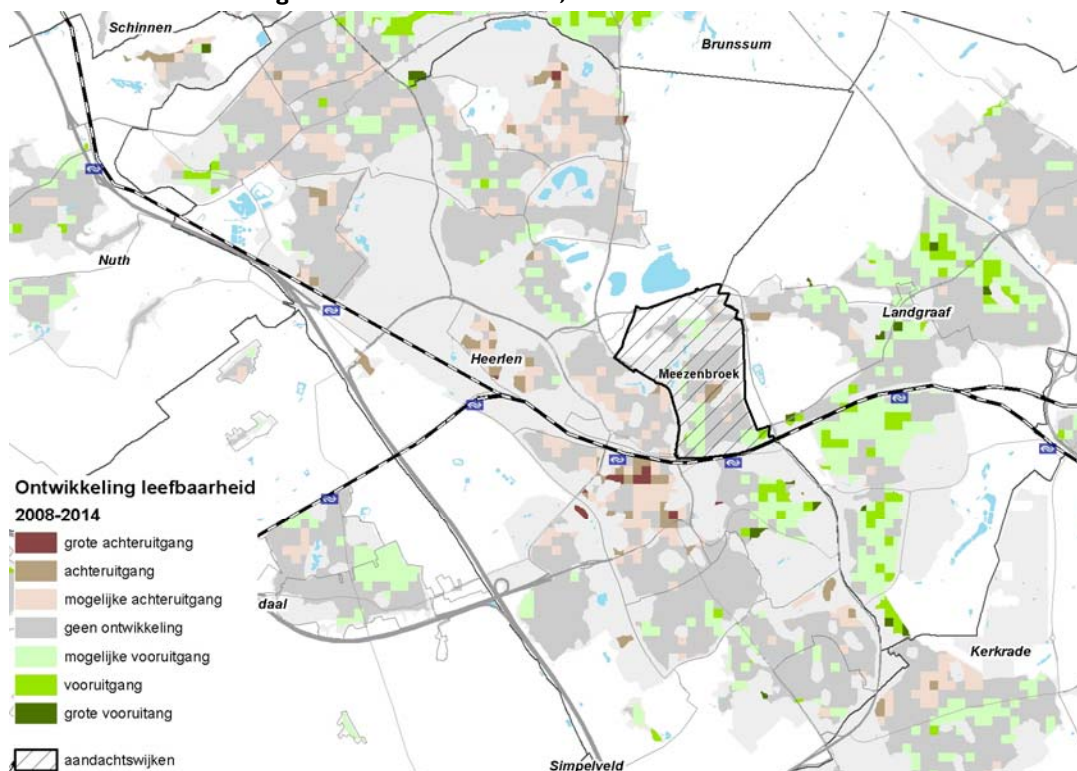 Schinnen
Brunssum
Nuth
Landgraaf
Heerlen
Meezenbroek
Ontwikkeling leefbaarheid
2008-2014
grote achteruitgang
achteruitgang
mogelijke achteruitgang
geen ontwikkeling
mogelijke vooruitgang
vooruitgang
grote vooruitang
aandachtswijken
daal
Kerkrade
Simpelveld